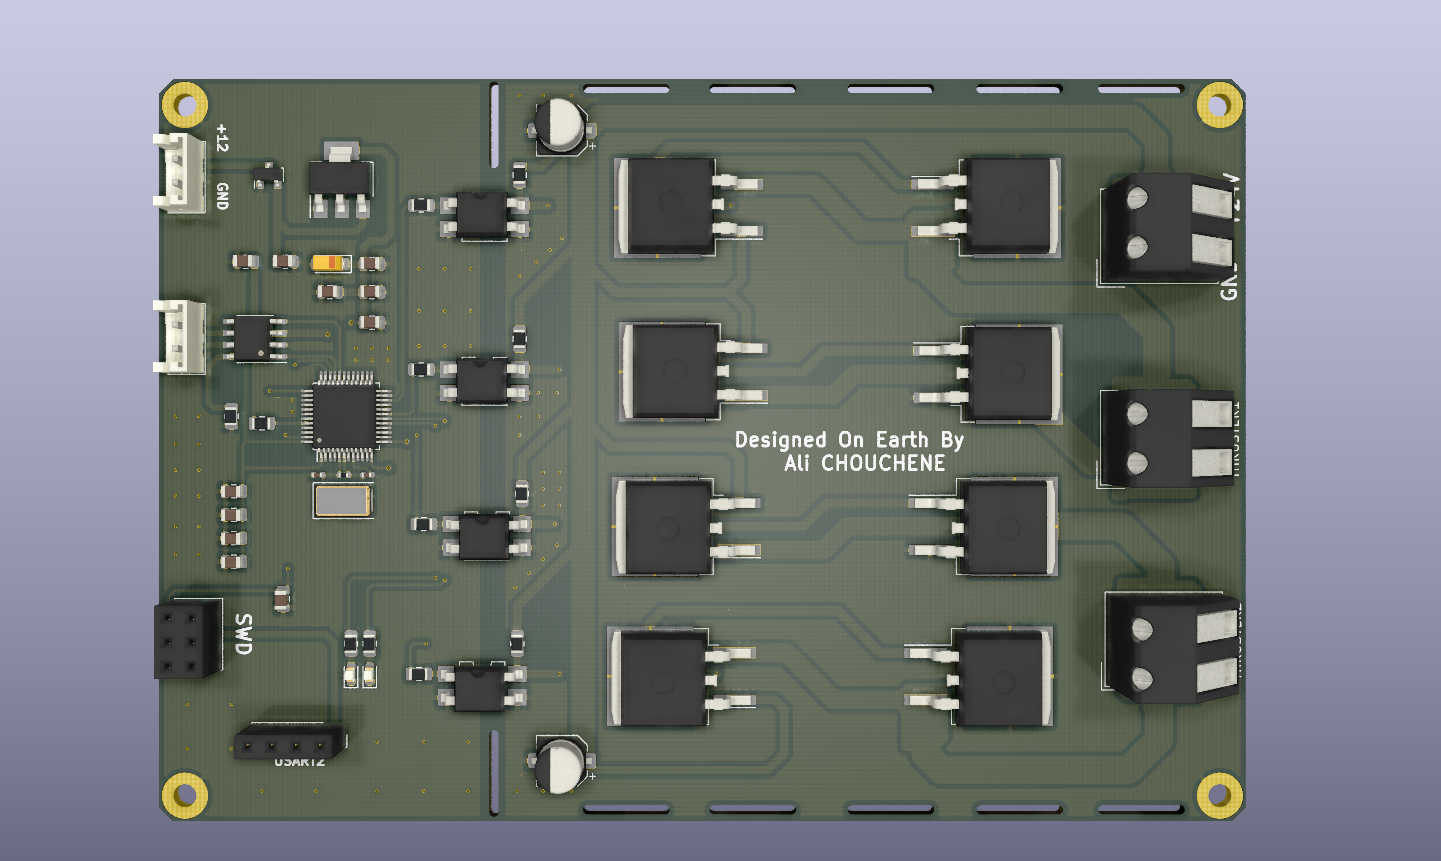 +12
GND
GND
Designed On Earth By
Ali CHOUCHENE
SWD
USART2
+
+